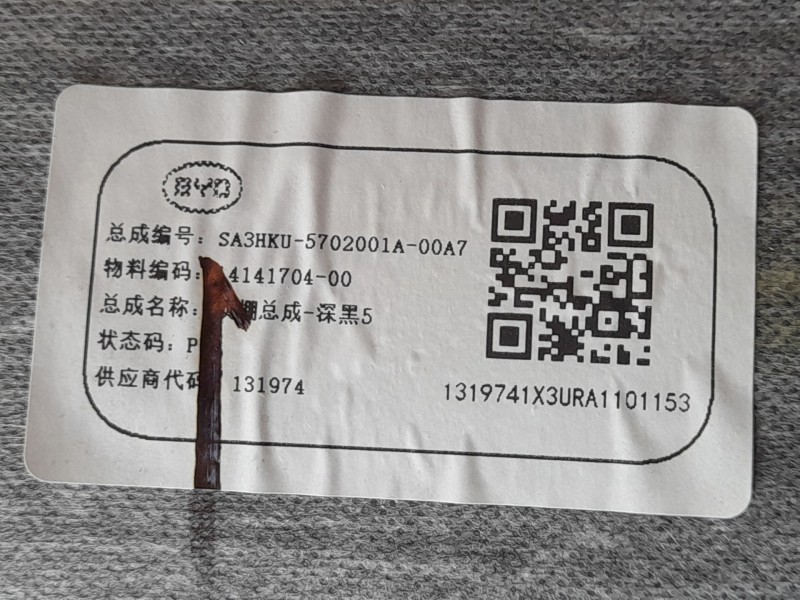 BYD
总成编号: SA3HKU-5702001A-00A7
物料编码: 4141704-00
总成名称: 棚总成-深黑5
状态码: P
供应商代码 131974
1319741X3URA1101153